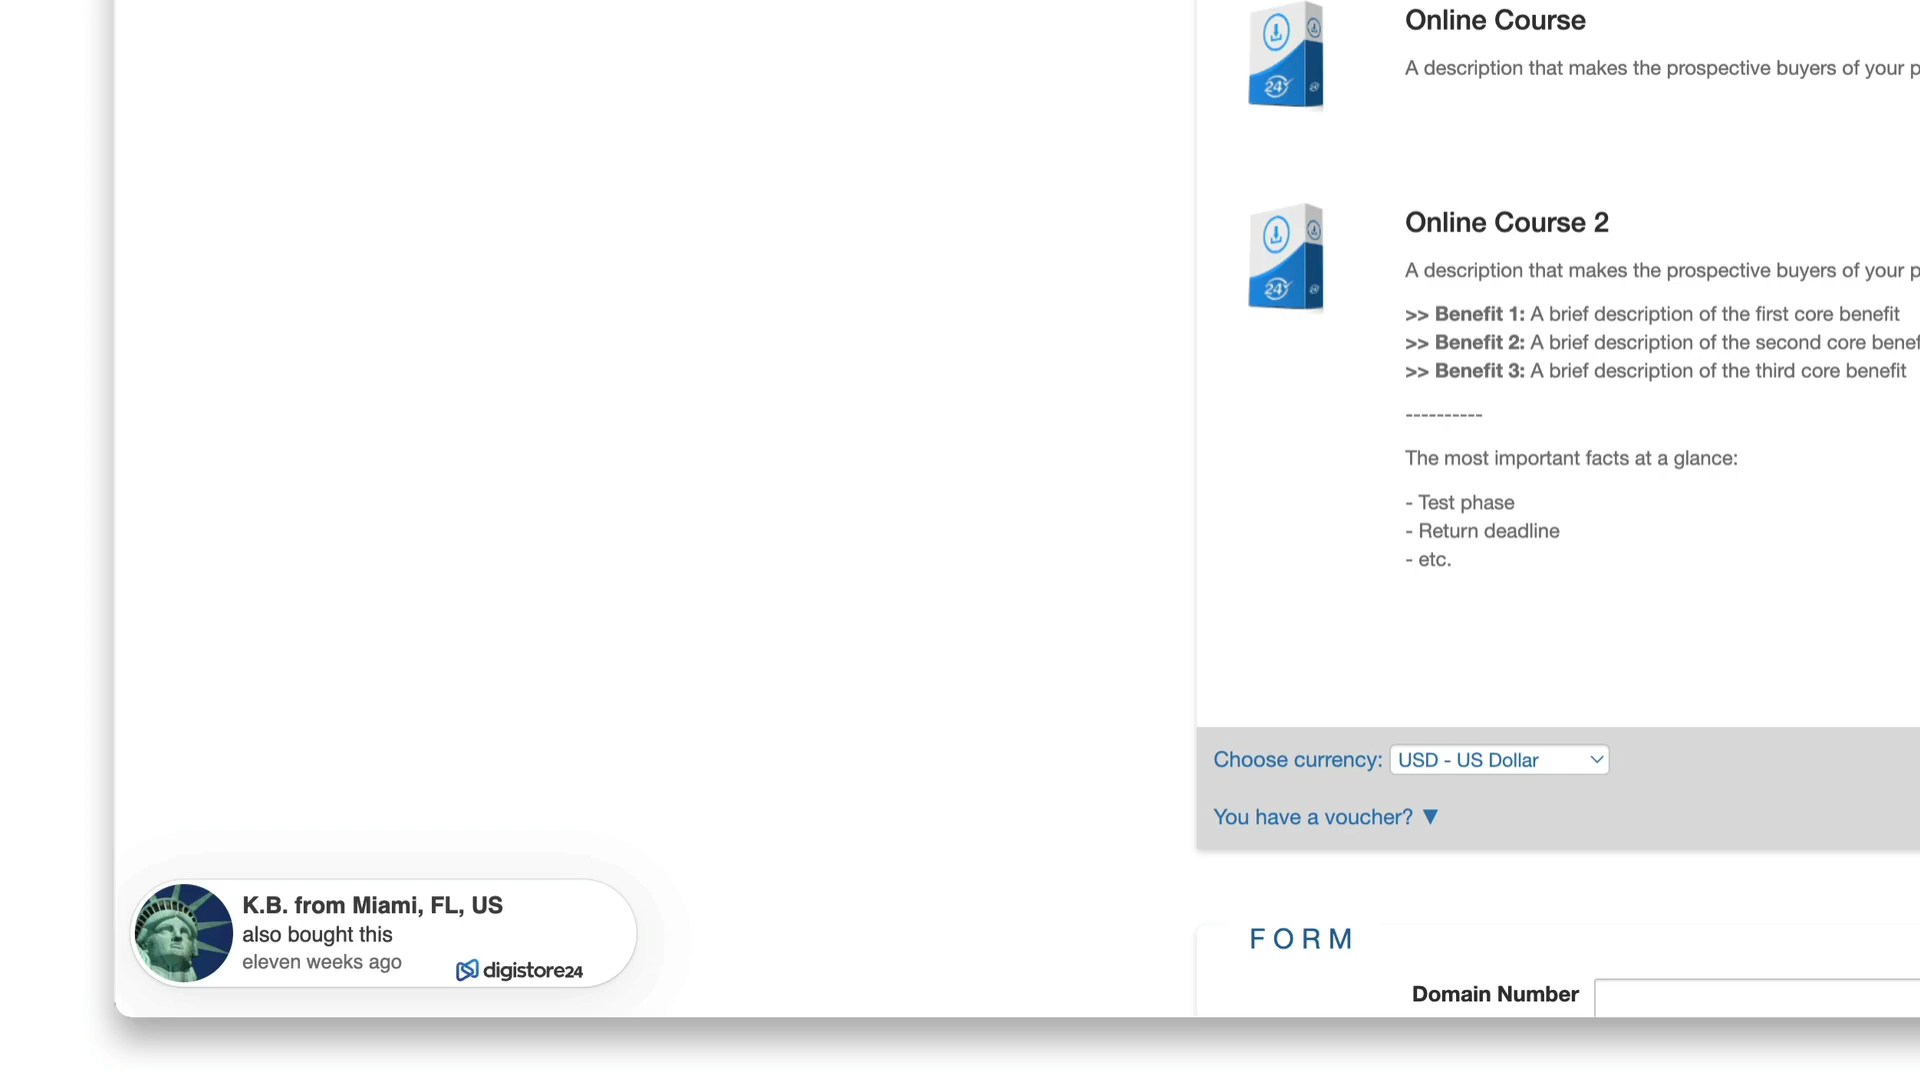 Online Course
A description that makes the prospective buyers of your p
24
Online Course 2
A description that makes the prospective buyers of your p
24
>> Benefit 1: A brief description of the first core benefit
>> Benefit 2: A brief description of the second core benef
>> Benefit 3: A brief description of the third core benefit
----------
The most important facts at a glance:
- Test phase
- Return deadline
- etc.
Choose currency: USD - US Dollar
You have a voucher? ▼
K.B. from Miami, FL, US
also bought this
eleven weeks ago
digistore24
FORM
Domain Number